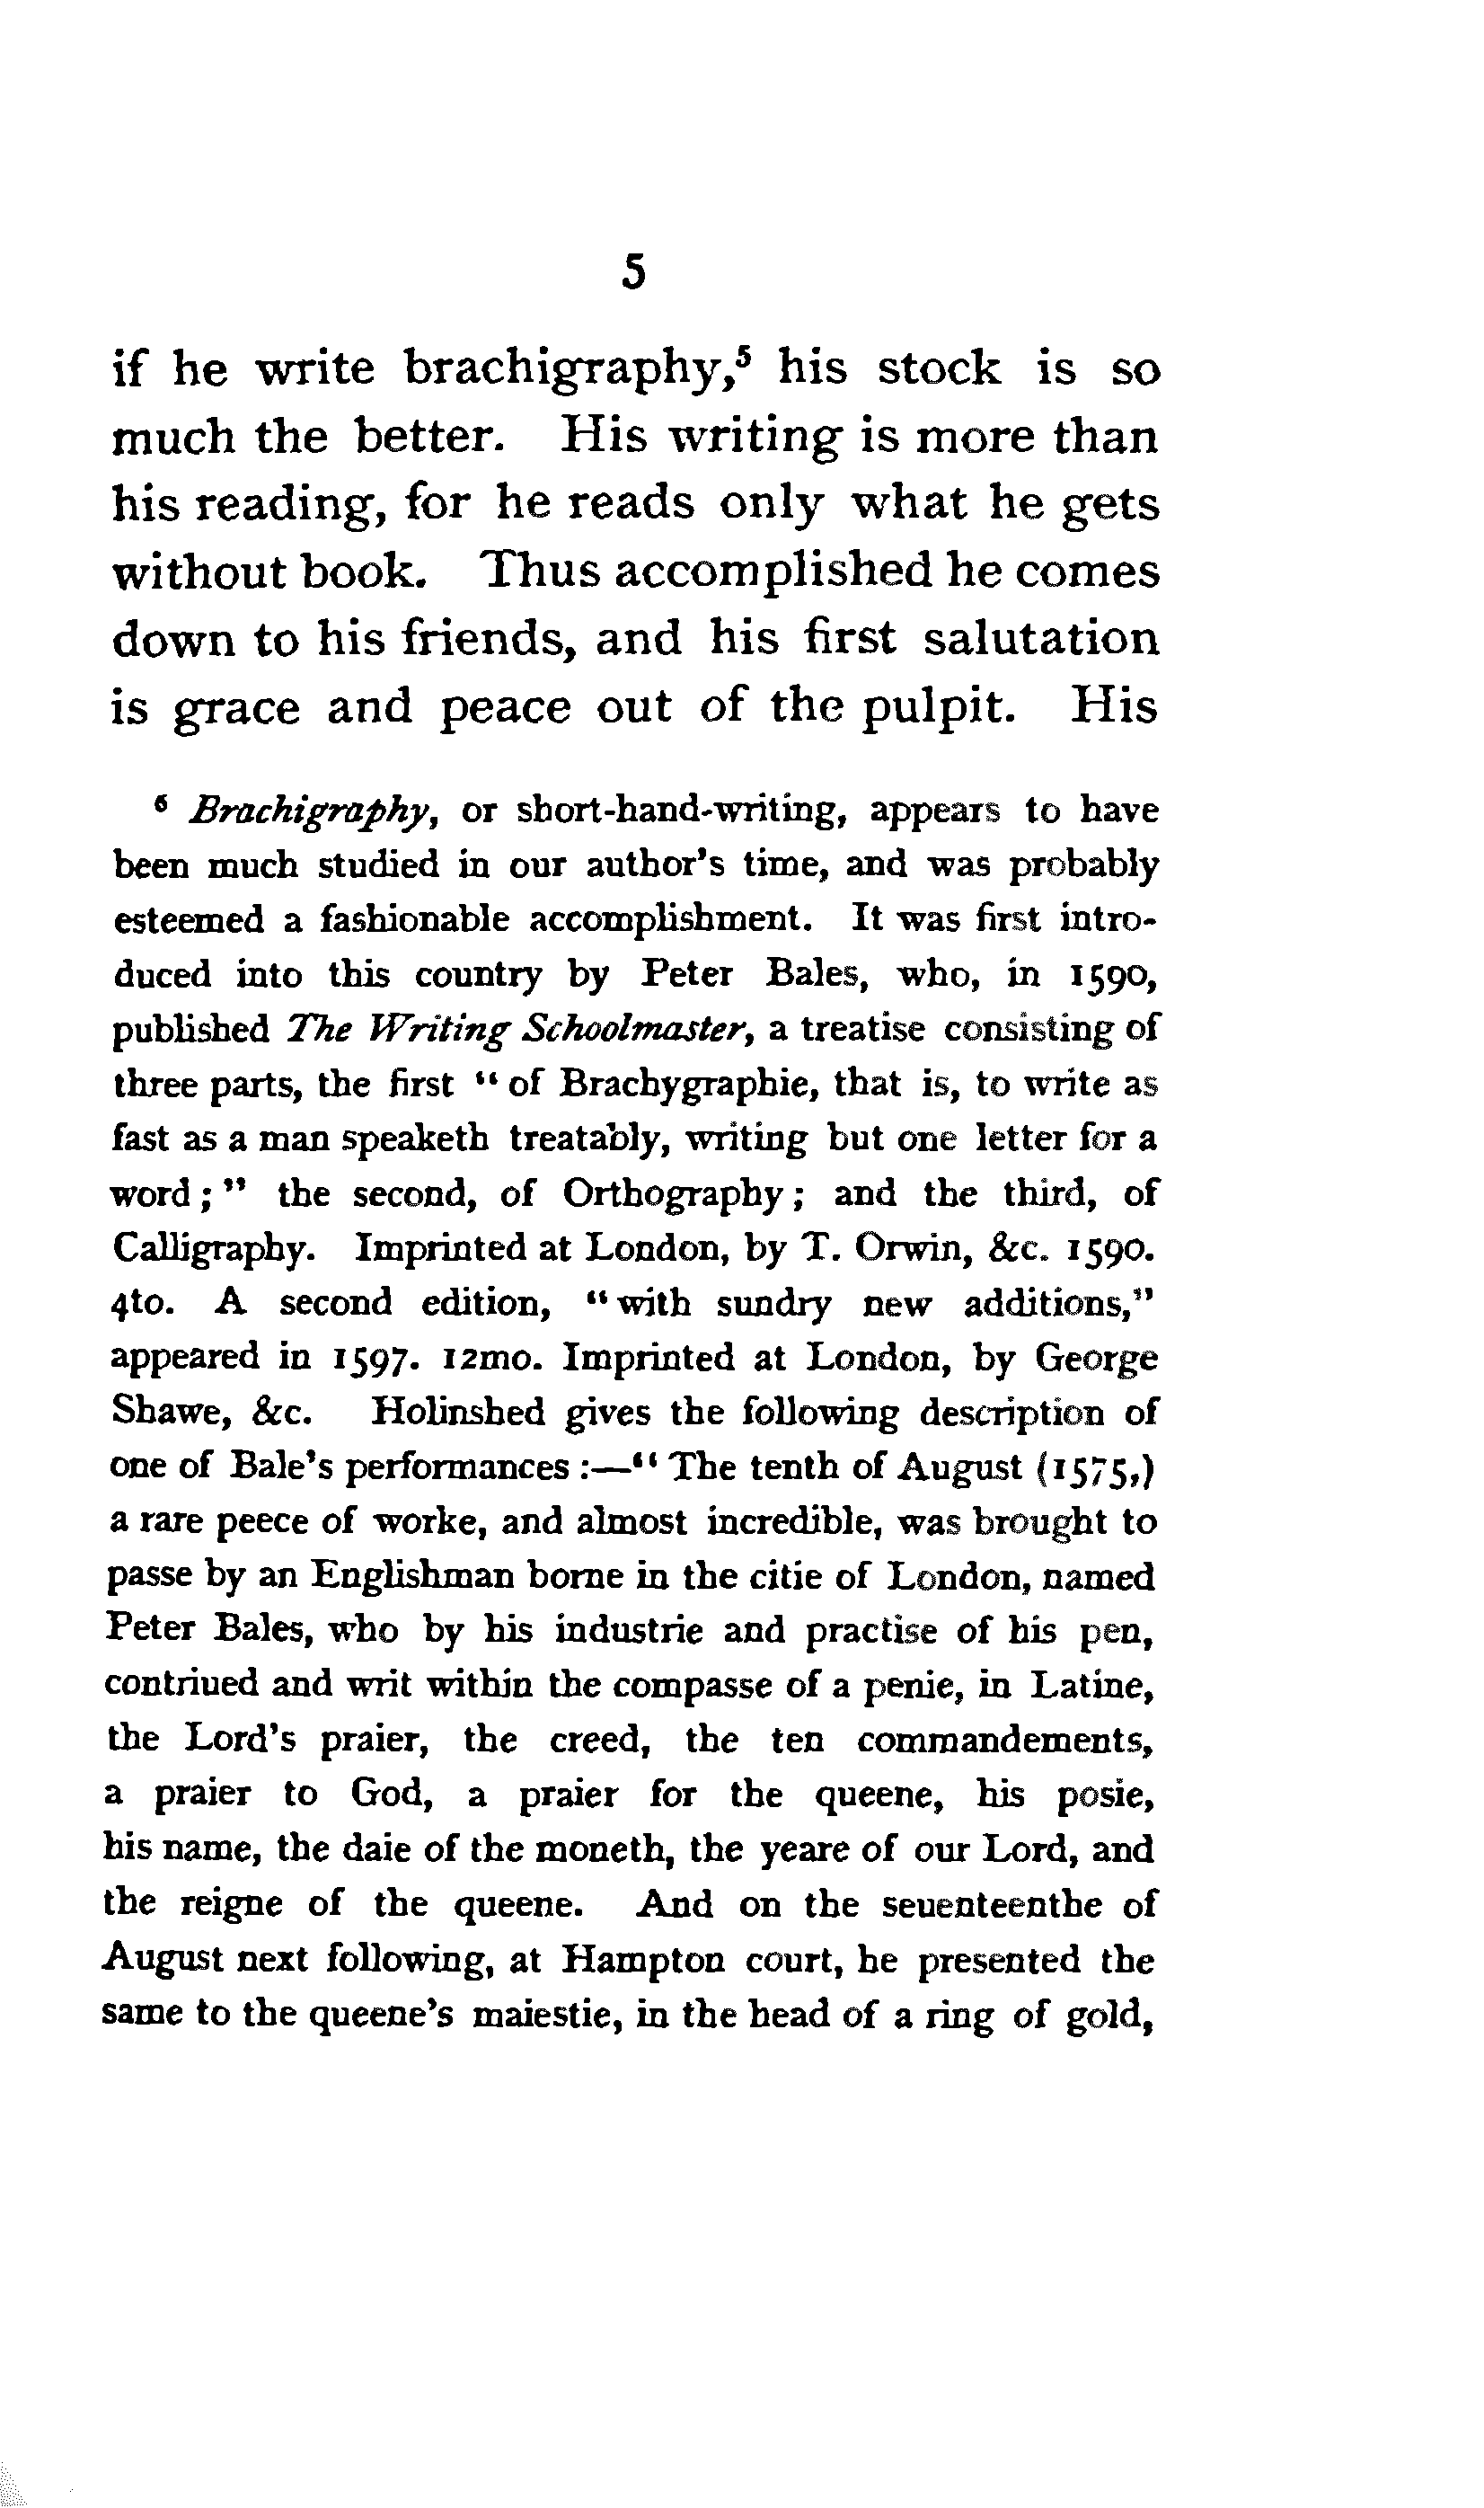 5
if he write brachigraphy,⁵ his stock is so
much the better. His writing is more than
his reading, for he reads only what he gets
without book. Thus accomplished he comes
down to his friends, and his first salutation
is grace and peace out of the pulpit. His
⁵ Brachigraphy, or short-hand-writing, appears to have
been much studied in our author's time, and was probably
esteemed a fashionable accomplishment. It was first intro-
duced into this country by Peter Bales, who, in 1590,
published The Writing Schoolmaster, a treatise consisting of
three parts, the first "of Brachygraphie, that is, to write as
fast as a man speaketh treatably, writing but one letter for a
word;" the second, of Orthography; and the third, of
Calligraphy. Imprinted at London, by T. Orwin, &c. 1590.
4to. A second edition, "with sundry new additions,"
appeared in 1597. 12mo. Imprinted at London, by George
Shawe, &c. Holinshed gives the following description of
one of Bale's performances:—"The tenth of August (1575,)
a rare peece of worke, and almost incredible, was brought to
passe by an Englishman borne in the citie of London, named
Peter Bales, who by his industrie and practise of his pen,
contriued and writ within the compasse of a penie, in Latine,
the Lord's praier, the creed, the ten commandements,
a praier to God, a praier for the queene, his posie,
his name, the daie of the moneth, the yeare of our Lord, and
the reigne of the queene. And on the seuenteenthe of
August next following, at Hampton court, he presented the
same to the queene's maiestie, in the head of a ring of gold,